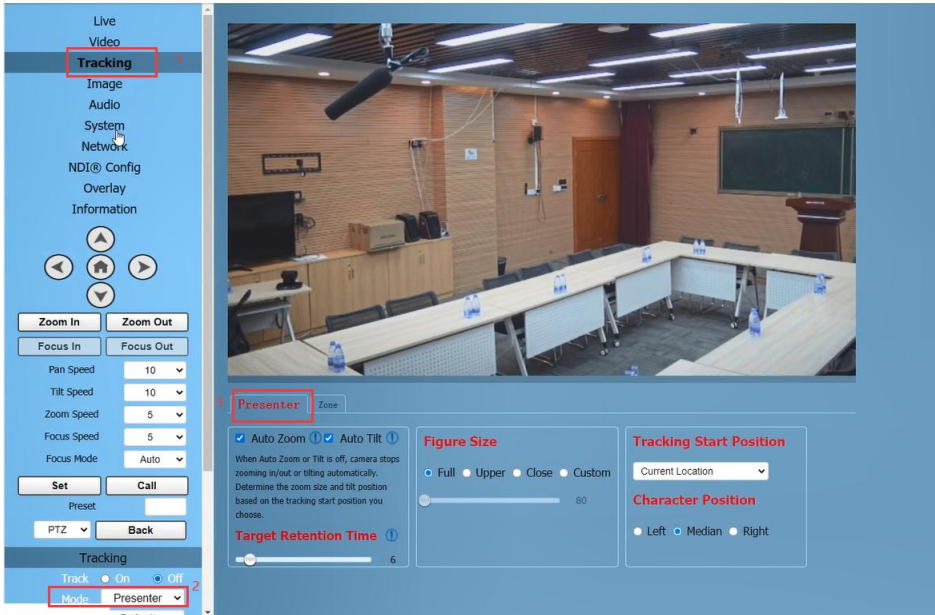 Live
Video
Tracking 1
Image
Audio
System
Network
NDI® Config
Overlay
Information
Zoom In Zoom Out
Focus In Focus Out
Pan Speed 10
Tilt Speed 10
Zoom Speed 5
Focus Speed 5
Focus Mode Auto
Set Call
Preset
PTZ Back
Tracking
Track On Off
2
Mode Presenter
3 Presenter Zone
Auto Zoom Auto Tilt
When Auto Zoom or Tilt is off, camera stops
zooming in/out or tilting automatically.
Determine the zoom size and tilt position
based on the tracking start position you
choose.
Target Retention Time
6
Figure Size
Full Upper Close Custom
80
Tracking Start Position
Current Location
Character Position
Left Median Right